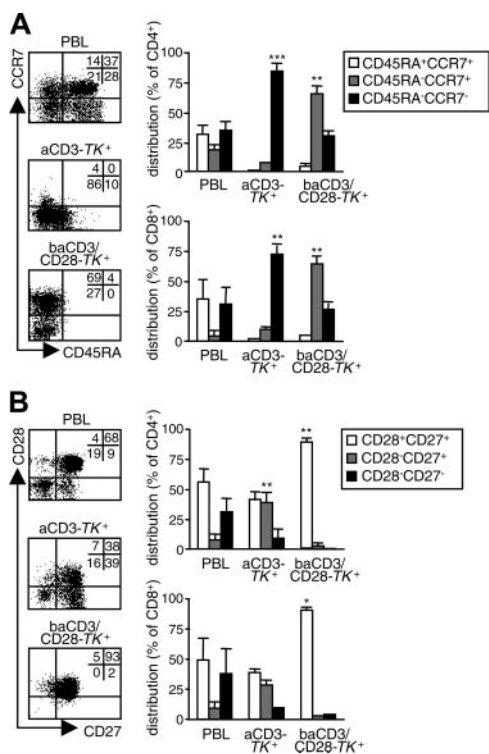 A
PBL
CCR7
14 37
21 28
aCD3-TK+
4 0
86 10
baCD3/
CD28-TK+
69 4
27 0
CD45RA
distribution (% of CD4+)
100
75
50
25
0
***
**
PBL
aCD3-
TK+
baCD3/
CD28-TK+
CD45RA+CCR7+
CD45RA-CCR7+
CD45RA-CCR7-
distribution (% of CD8+)
100
75
50
25
0
**
**
PBL
aCD3-
TK+
baCD3/
CD28-TK+
B
PBL
CD28
4 68
19 9
aCD3-TK+
7 38
16 39
baCD3/
CD28-TK+
5 93
0 2
CD27
distribution (% of CD4+)
100
75
50
25
0
**
**
PBL
aCD3-
TK+
baCD3/
CD28-TK+
CD28+CD27+
CD28-CD27+
CD28-CD27-
distribution (% of CD8+)
100
75
50
25
0
*
PBL
aCD3-
TK+
baCD3/
CD28-TK+